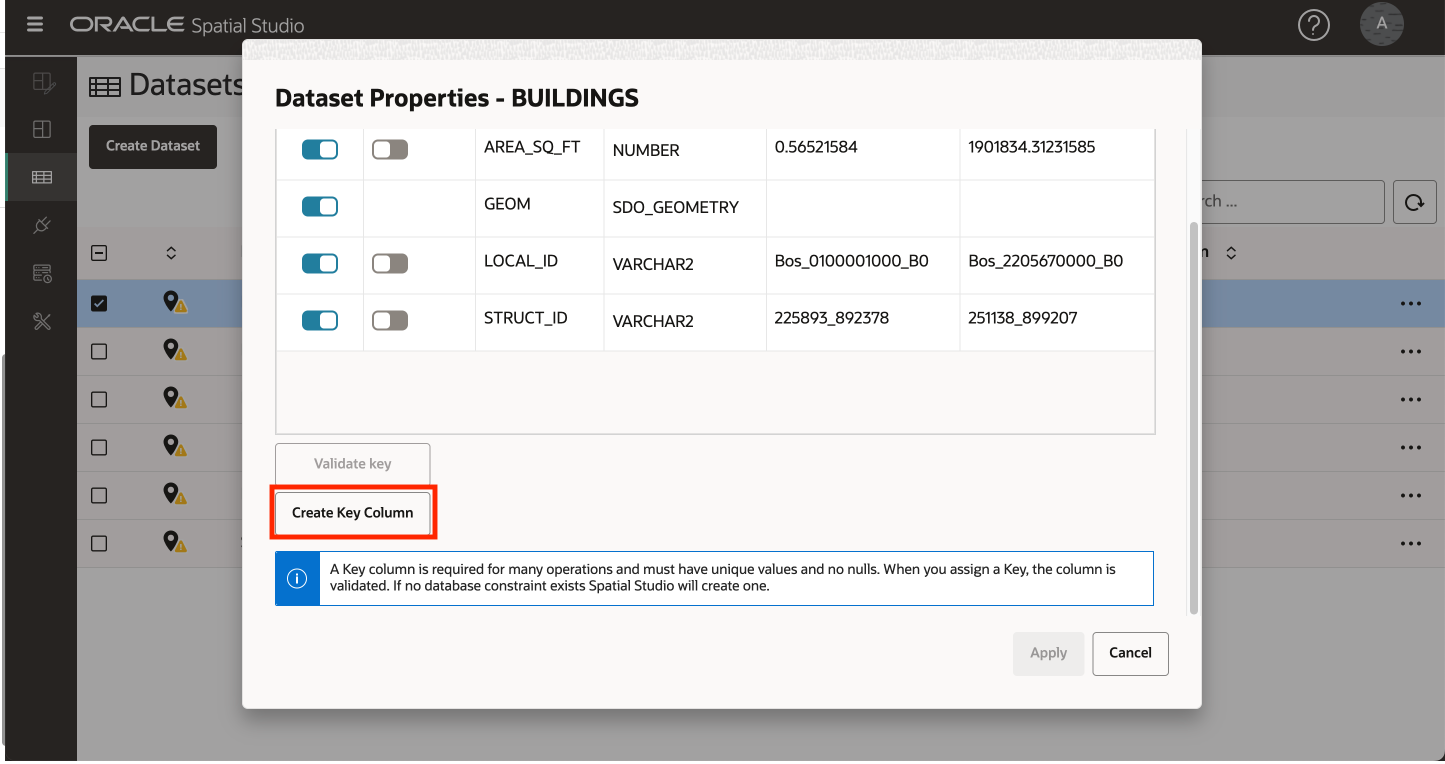 ORACLE Spatial Studio
?
A
Datasets
Create Dataset
Dataset Properties - BUILDINGS
AREA_SQ_FT NUMBER 0.56521584 1901834.31231585
GEOM SDO_GEOMETRY
LOCAL_ID VARCHAR2 Bos_0100001000_B0 Bos_2205670000_B0
STRUCT_ID VARCHAR2 225893_892378 251138_899207
Validate key
Create Key Column
A Key column is required for many operations and must have unique values and no nulls. When you assign a Key, the column is
validated. If no database constraint exists Spatial Studio will create one.
Apply
Cancel